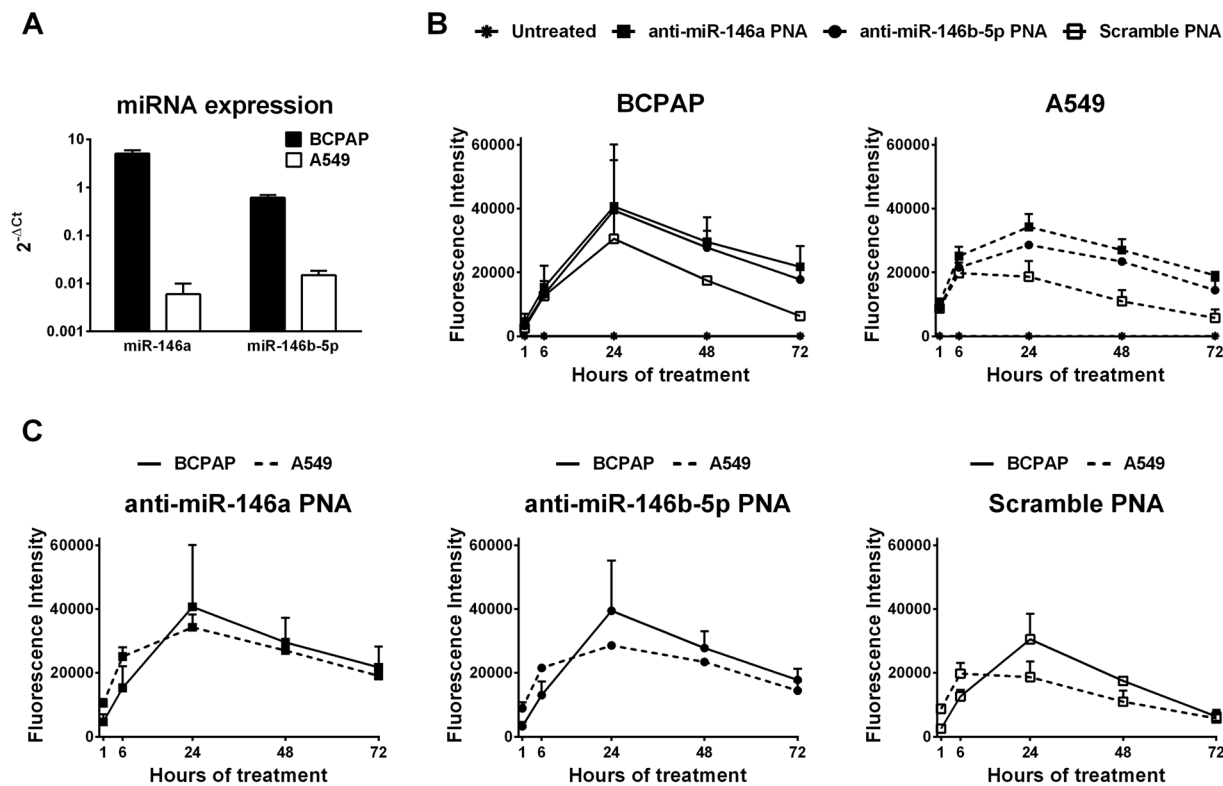 A
miRNA expression
BCPAP
A549
2-ΔCt
10
1
0.1
0.01
0.001
miR-146a
miR-146b-5p
B
Untreated anti-miR-146a PNA anti-miR-146b-5p PNA Scramble PNA
BCPAP
Fluorescence Intensity
60000
40000
20000
0
1 6 24 48 72
Hours of treatment
A549
Fluorescence Intensity
60000
40000
20000
0
1 6 24 48 72
Hours of treatment
C
BCPAP A549
anti-miR-146a PNA
Fluorescence Intensity
60000
40000
20000
0
1 6 24 48 72
Hours of treatment
BCPAP A549
anti-miR-146b-5p PNA
Fluorescence Intensity
60000
40000
20000
0
1 6 24 48 72
Hours of treatment
BCPAP A549
Scramble PNA
Fluorescence Intensity
60000
40000
20000
0
1 6 24 48 72
Hours of treatment